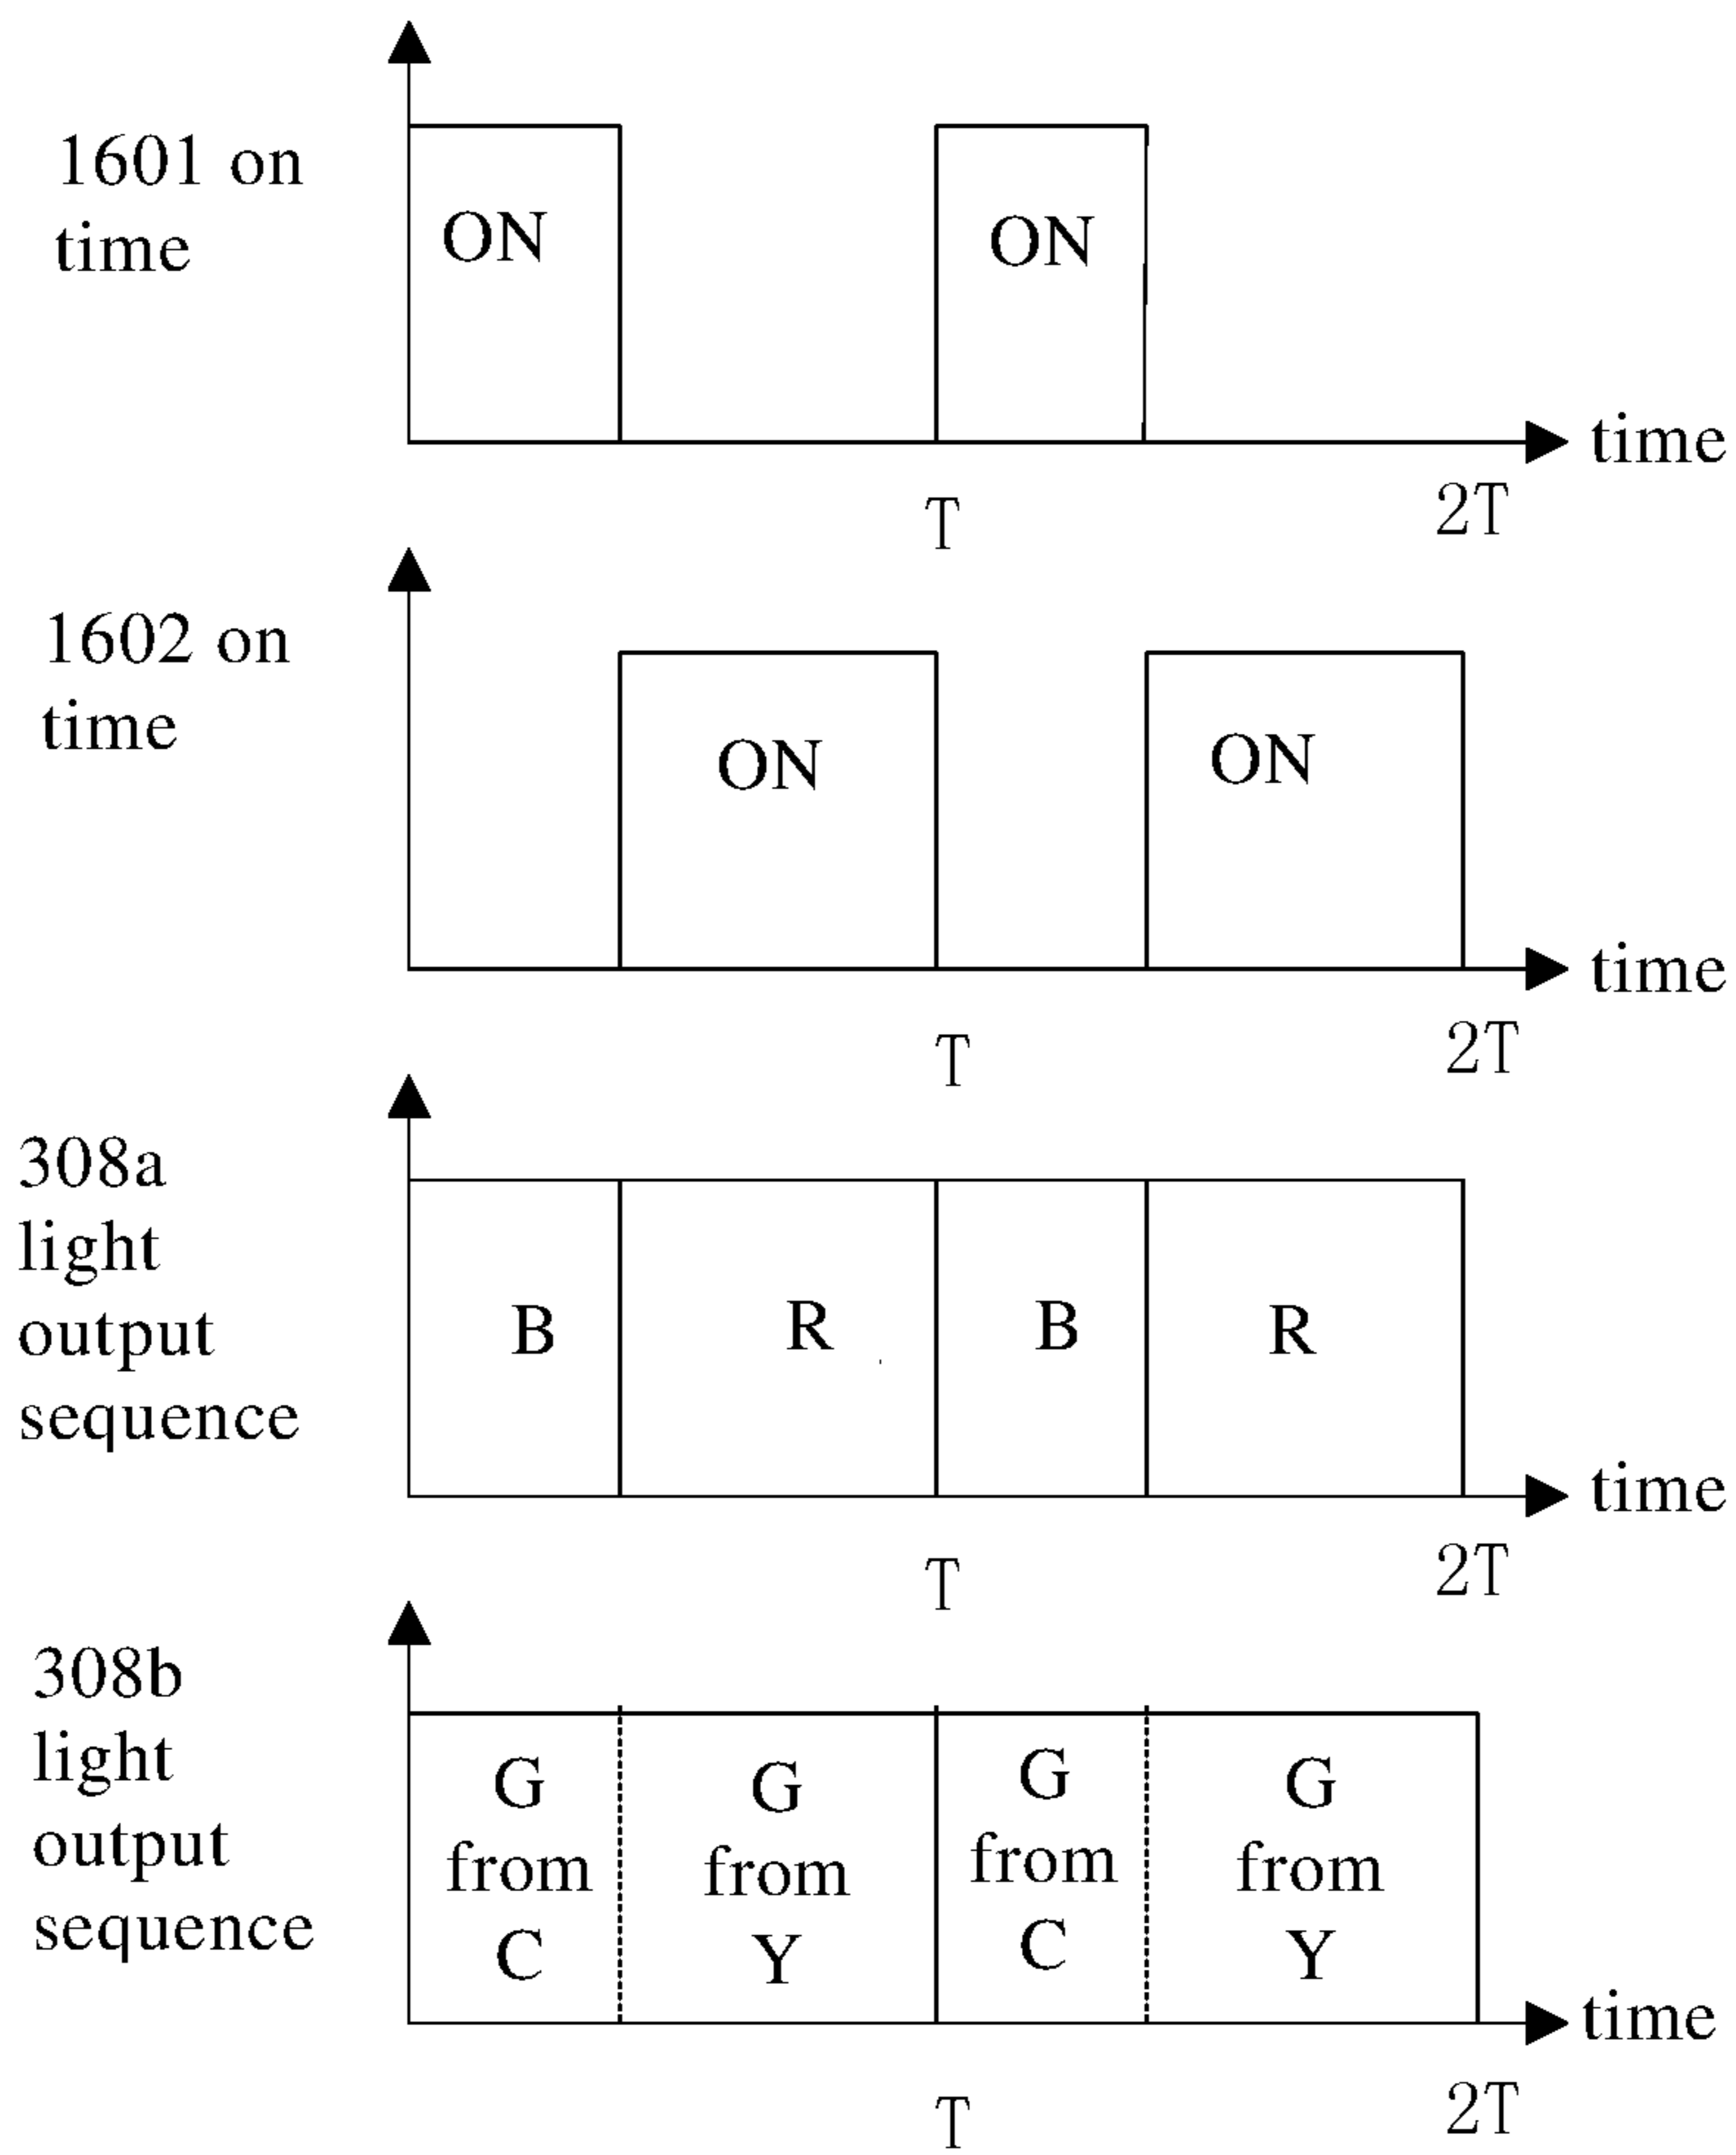 1601 on
time
ON
ON
time
T
2T
1602 on
time
ON
ON
time
T
2T
308a
light
output
sequence
B
R
B
R
time
T
2T
308b
light
output
sequence
G
from
C
G
from
Y
G
from
C
G
from
Y
time
T
2T